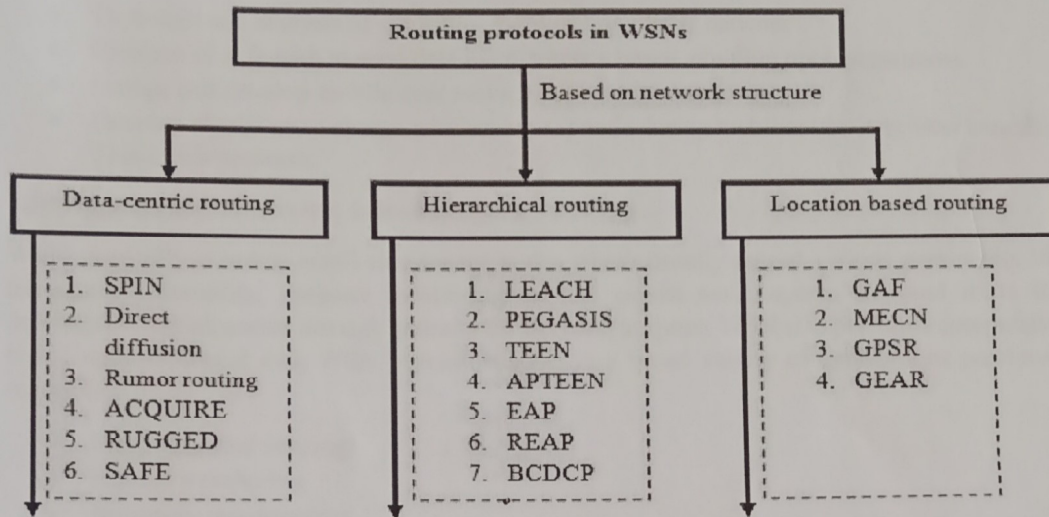 Routing protocols in WSNs
Based on network structure
Data-centric routing
1. SPIN
2. Direct
diffusion
3. Rumor routing
4. ACQUIRE
5. RUGGED
6. SAFE
Hierarchical routing
1. LEACH
2. PEGASIS
3. TEEN
4. APTEEN
5. EAP
6. REAP
7. BCDCP
Location based routing
1. GAF
2. MECN
3. GPSR
4. GEAR